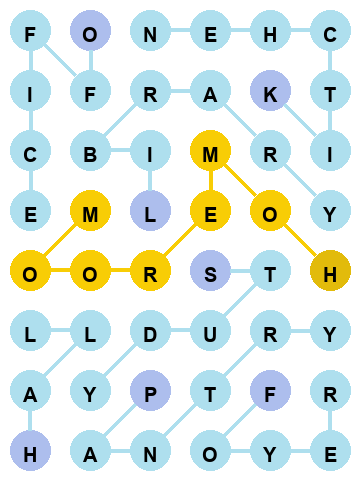 F O N E H C
I F R A K T
C B I M R I
E M L E O Y
O O R S T H
L L D U R Y
A Y P T F R
H A N O Y E